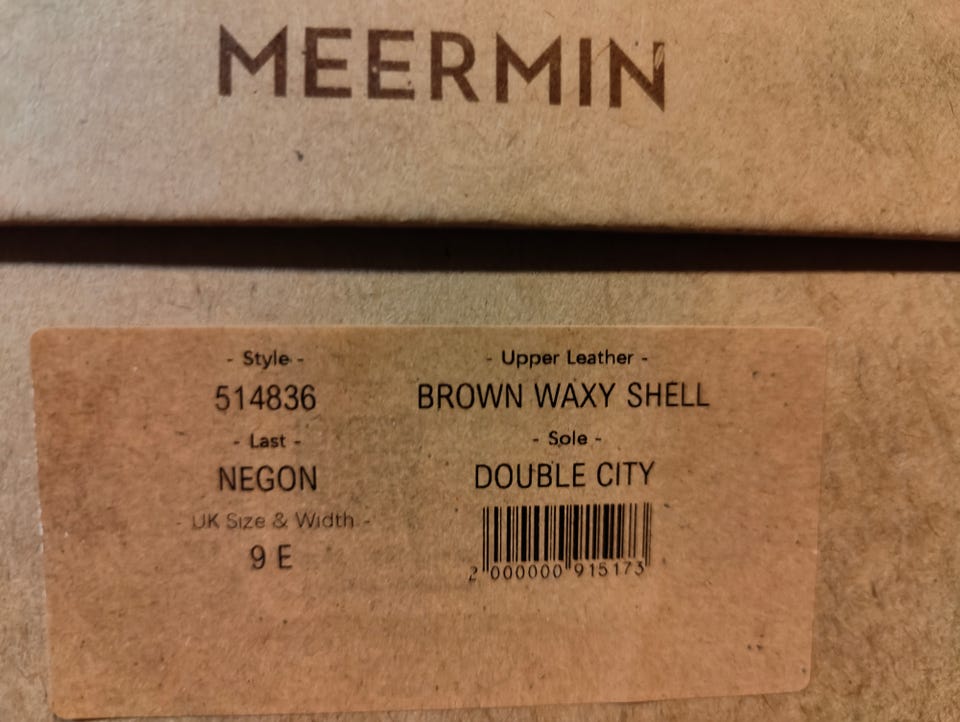 MEERMIN
- Style - - Upper Leather -
514836 BROWN WAXY SHELL
- Last - - Sole -
NEGON DOUBLE CITY
- UK Size & Width -
9 E
2 000000 915173